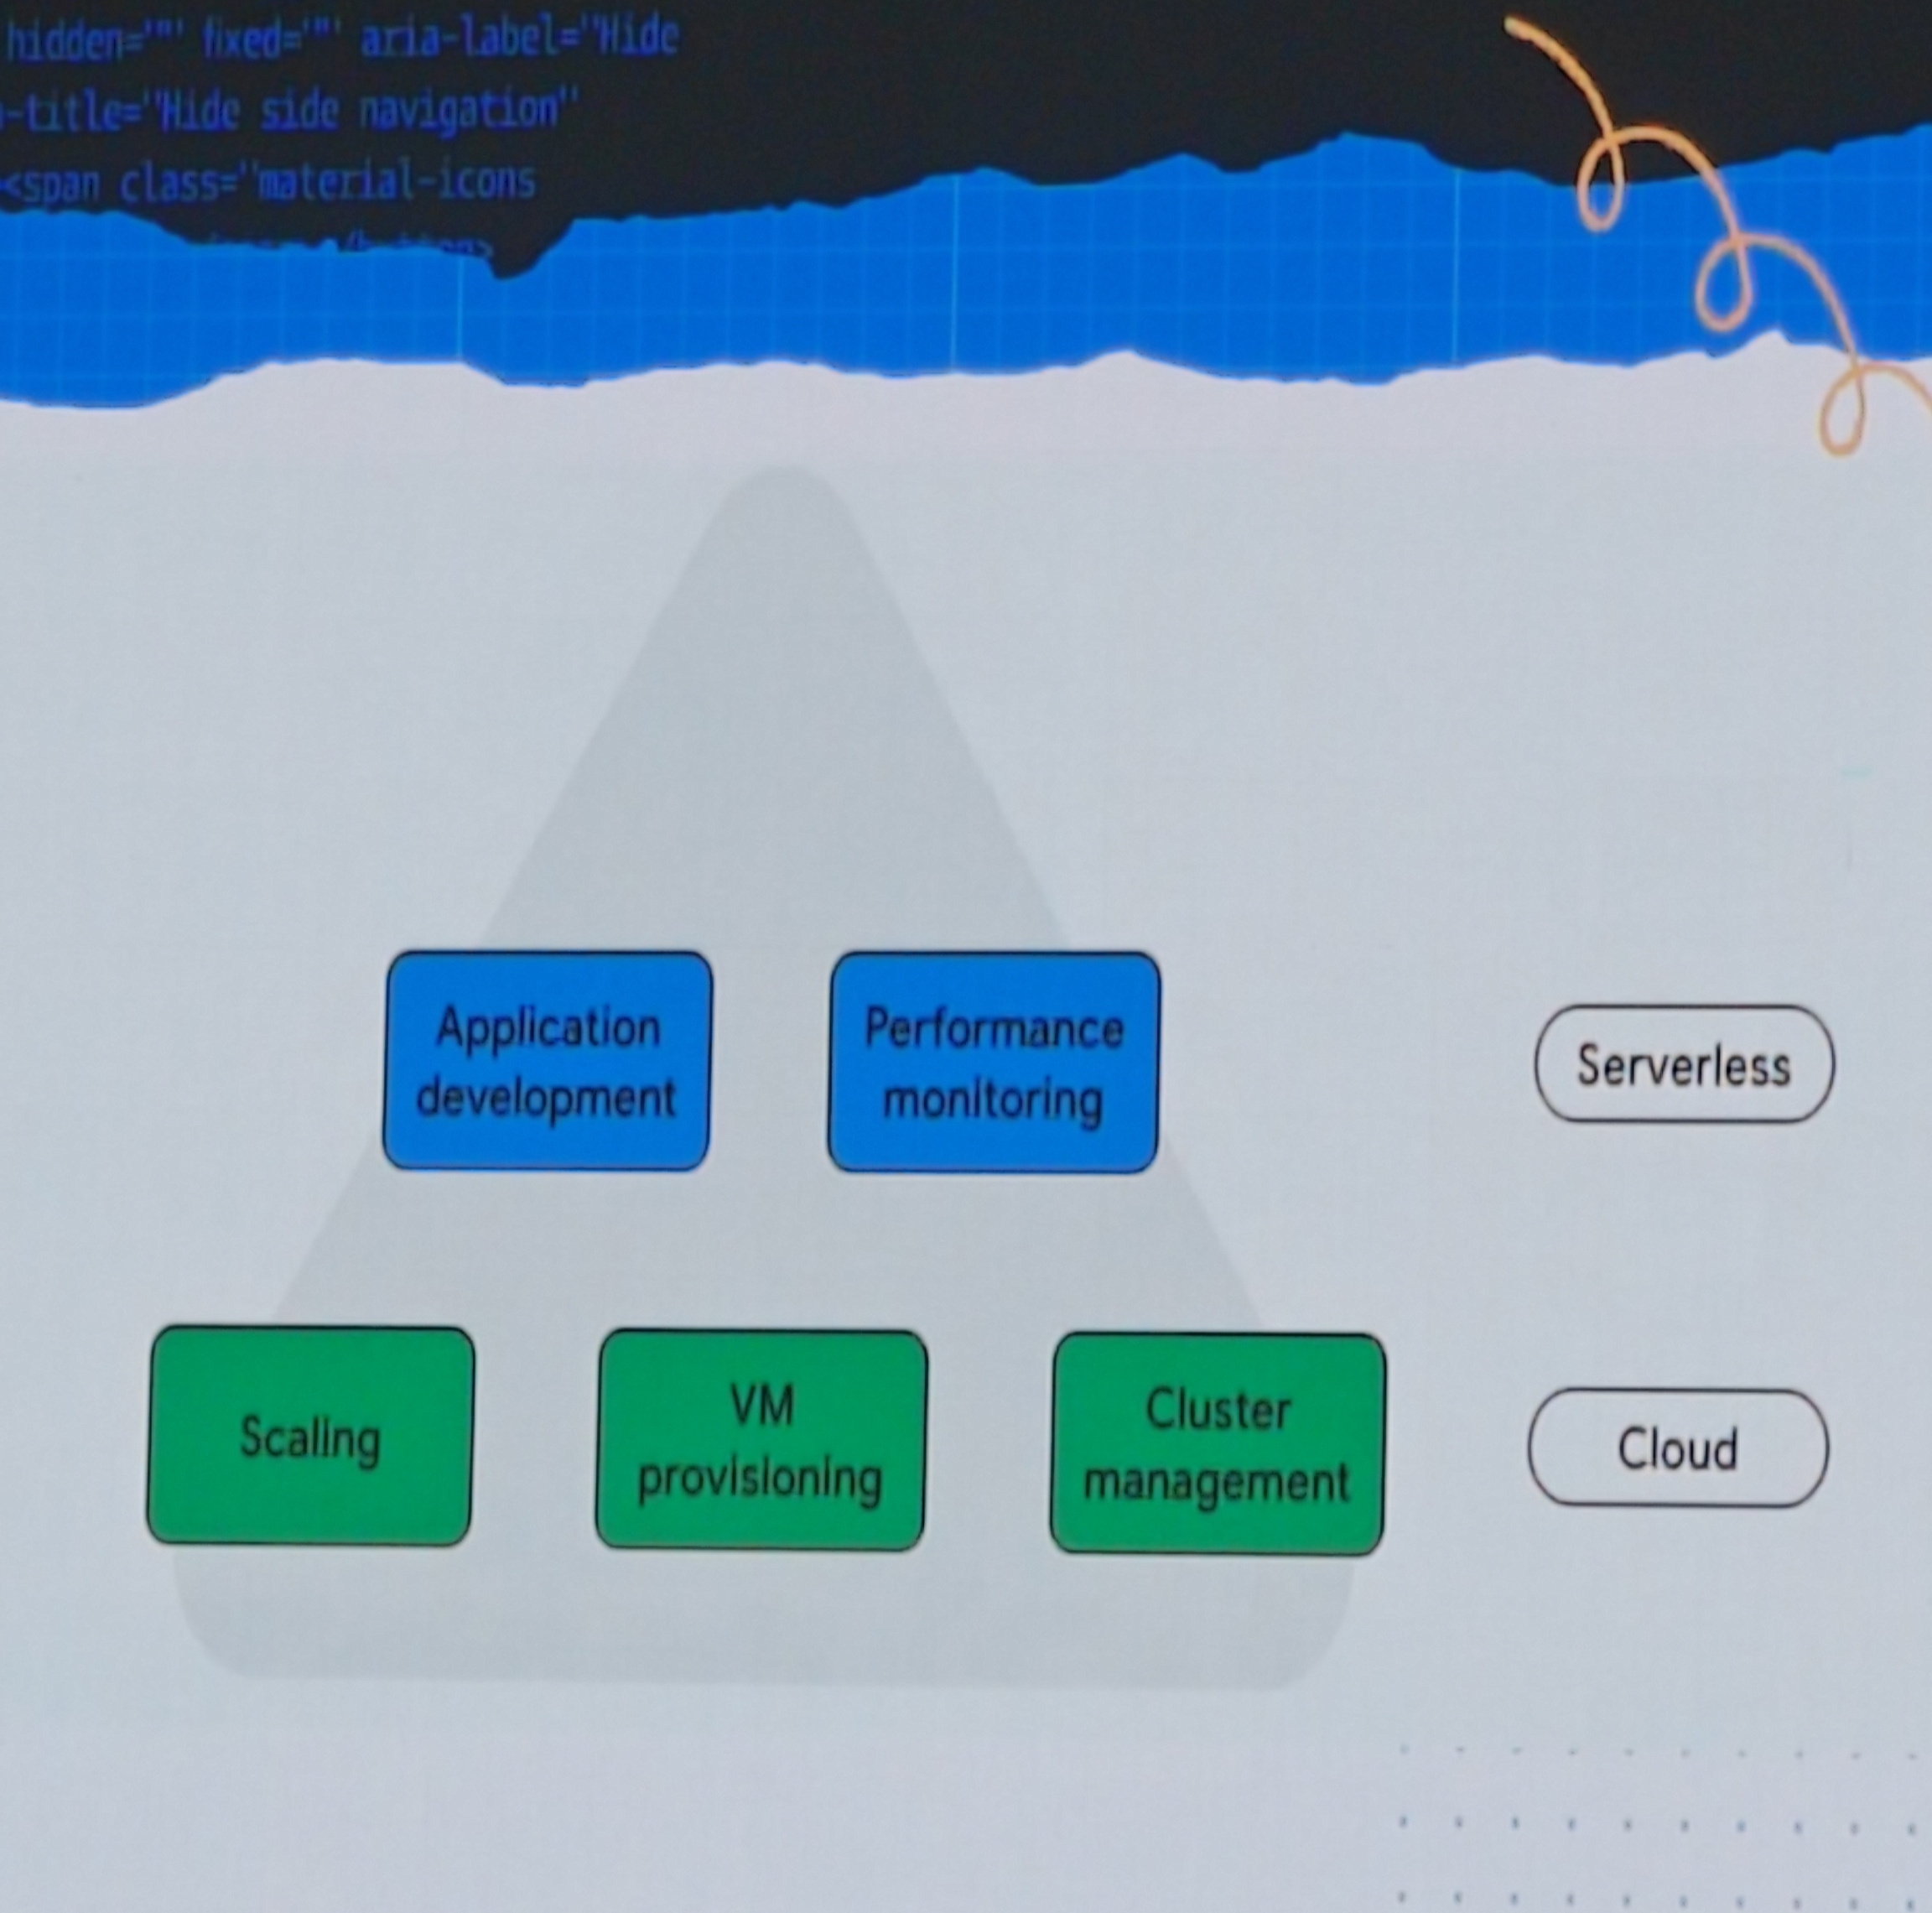 hidden='"' fixed='"' aria-label="Hide
-title="Hide side navigation"
<span class="material-icons
Application
development
Performance
monitoring
Serverless
Scaling
VM
provisioning
Cluster
management
Cloud